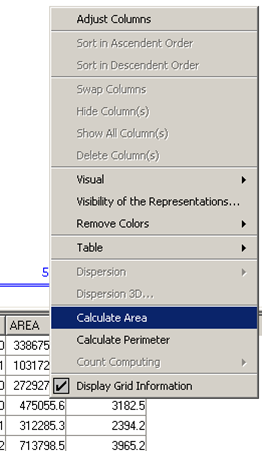 Adjust Columns
Sort in Ascendent Order
Sort in Descendent Order
Swap Columns
Hide Column(s)
Show All Column(s)
Delete Column(s)
Visual
Visibility of the Representations...
Remove Colors
Table
Dispersion
Dispersion 3D...
5
Calculate Area
AREA
Calculate Perimeter
0 338675
1 103172
Count Computing
0 272927
Display Grid Information
0 475055.6 3182.5
1 312285.3 2394.2
2 713798.5 3965.2